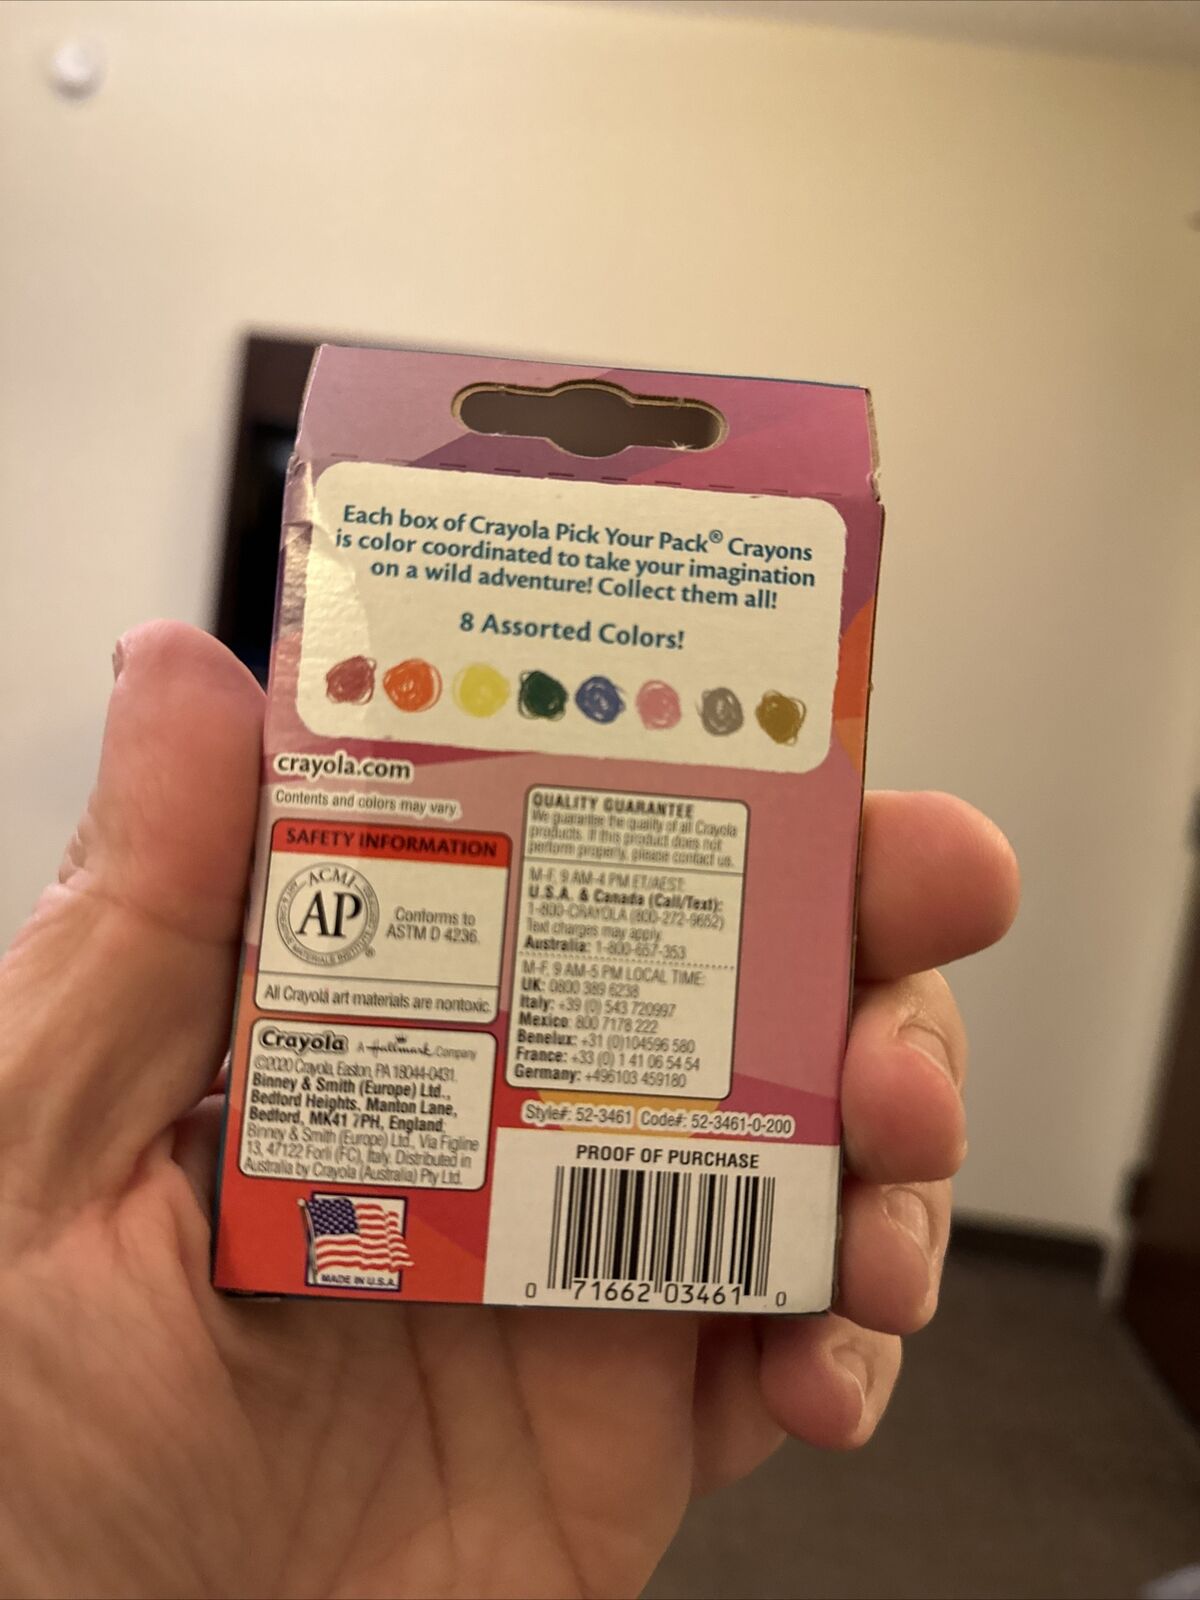 Each box of Crayola Pick Your Pack® Crayons
is color coordinated to take your imagination
on a wild adventure! Collect them all!
8 Assorted Colors!
crayola.com
Contents and colors may vary.
SAFETY INFORMATION
ACMI
AP
ART & CREATIVE MATERIALS INSTITUTE
®
Conforms to
ASTM D 4236.
All Crayola art materials are nontoxic.
Crayola A Hallmark Company
©2020 Crayola, Easton, PA 18044-0431.
Binney & Smith (Europe) Ltd.,
Bedford Heights, Manton Lane,
Bedford, MK41 7PH, England;
Binney & Smith (Europe) Ltd., Via Figline
13, 47122 Forlì (FC), Italy. Distributed in
Australia by Crayola (Australia) Pty Ltd.
MADE IN U.S.A.
QUALITY GUARANTEE
We guarantee the quality of all Crayola
products. If this product does not
perform properly, please contact us.
M-F, 9 AM-4 PM ET/AEST:
U.S.A. & Canada (Call/Text):
1-800-CRAYOLA (800-272-9652)
Text charges may apply.
Australia: 1-800-657-353
M-F, 9 AM-5 PM LOCAL TIME:
UK: 0800 389 6238
Italy: +39 (0) 543 720997
Mexico: 800 7178 222
Benelux: +31 (0)104596 580
France: +33 (0) 1 41 06 54 54
Germany: +496103 459180
Style#: 52-3461 Code#: 52-3461-0-200
PROOF OF PURCHASE
0 71662 03461 0